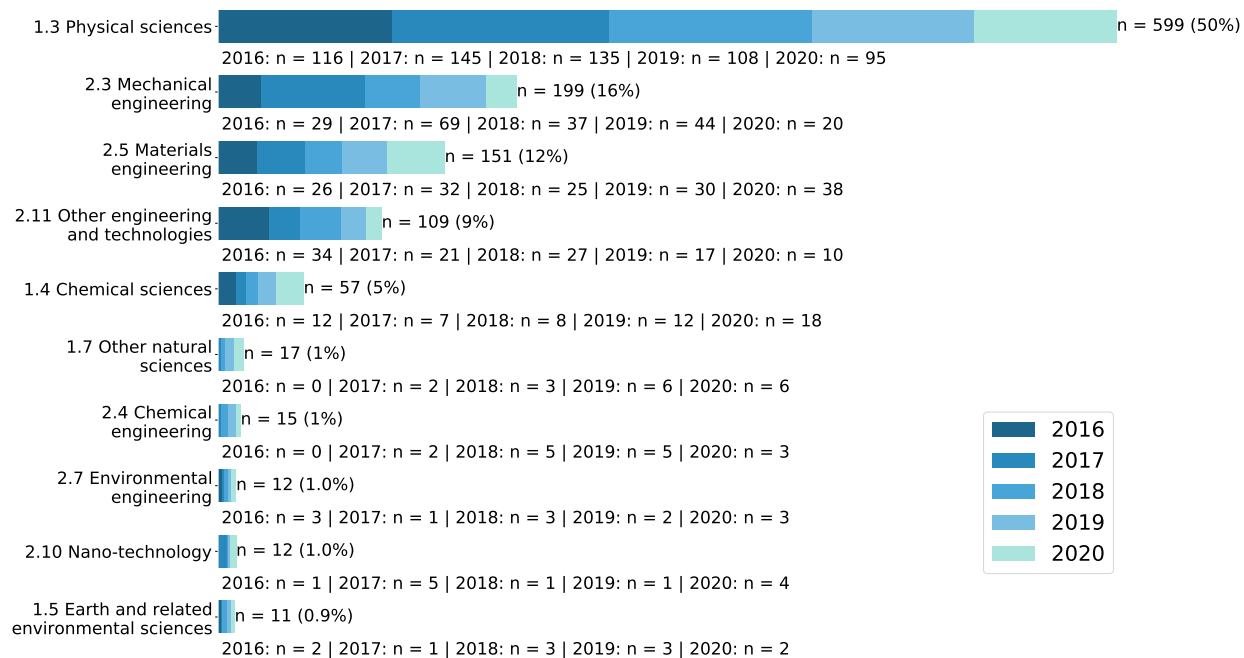 1.3 Physical sciences
n = 599 (50%)
2016: n = 116 | 2017: n = 145 | 2018: n = 135 | 2019: n = 108 | 2020: n = 95
2.3 Mechanical
engineering
n = 199 (16%)
2016: n = 29 | 2017: n = 69 | 2018: n = 37 | 2019: n = 44 | 2020: n = 20
2.5 Materials
engineering
n = 151 (12%)
2016: n = 26 | 2017: n = 32 | 2018: n = 25 | 2019: n = 30 | 2020: n = 38
2.11 Other engineering
and technologies
n = 109 (9%)
2016: n = 34 | 2017: n = 21 | 2018: n = 27 | 2019: n = 17 | 2020: n = 10
1.4 Chemical sciences
n = 57 (5%)
2016: n = 12 | 2017: n = 7 | 2018: n = 8 | 2019: n = 12 | 2020: n = 18
1.7 Other natural
sciences
n = 17 (1%)
2016: n = 0 | 2017: n = 2 | 2018: n = 3 | 2019: n = 6 | 2020: n = 6
2.4 Chemical
engineering
n = 15 (1%)
2016: n = 0 | 2017: n = 2 | 2018: n = 5 | 2019: n = 5 | 2020: n = 3
2.7 Environmental
engineering
n = 12 (1.0%)
2016: n = 3 | 2017: n = 1 | 2018: n = 3 | 2019: n = 2 | 2020: n = 3
2.10 Nano-technology
n = 12 (1.0%)
2016: n = 1 | 2017: n = 5 | 2018: n = 1 | 2019: n = 1 | 2020: n = 4
1.5 Earth and related
environmental sciences
n = 11 (0.9%)
2016: n = 2 | 2017: n = 1 | 2018: n = 3 | 2019: n = 3 | 2020: n = 2
2016
2017
2018
2019
2020